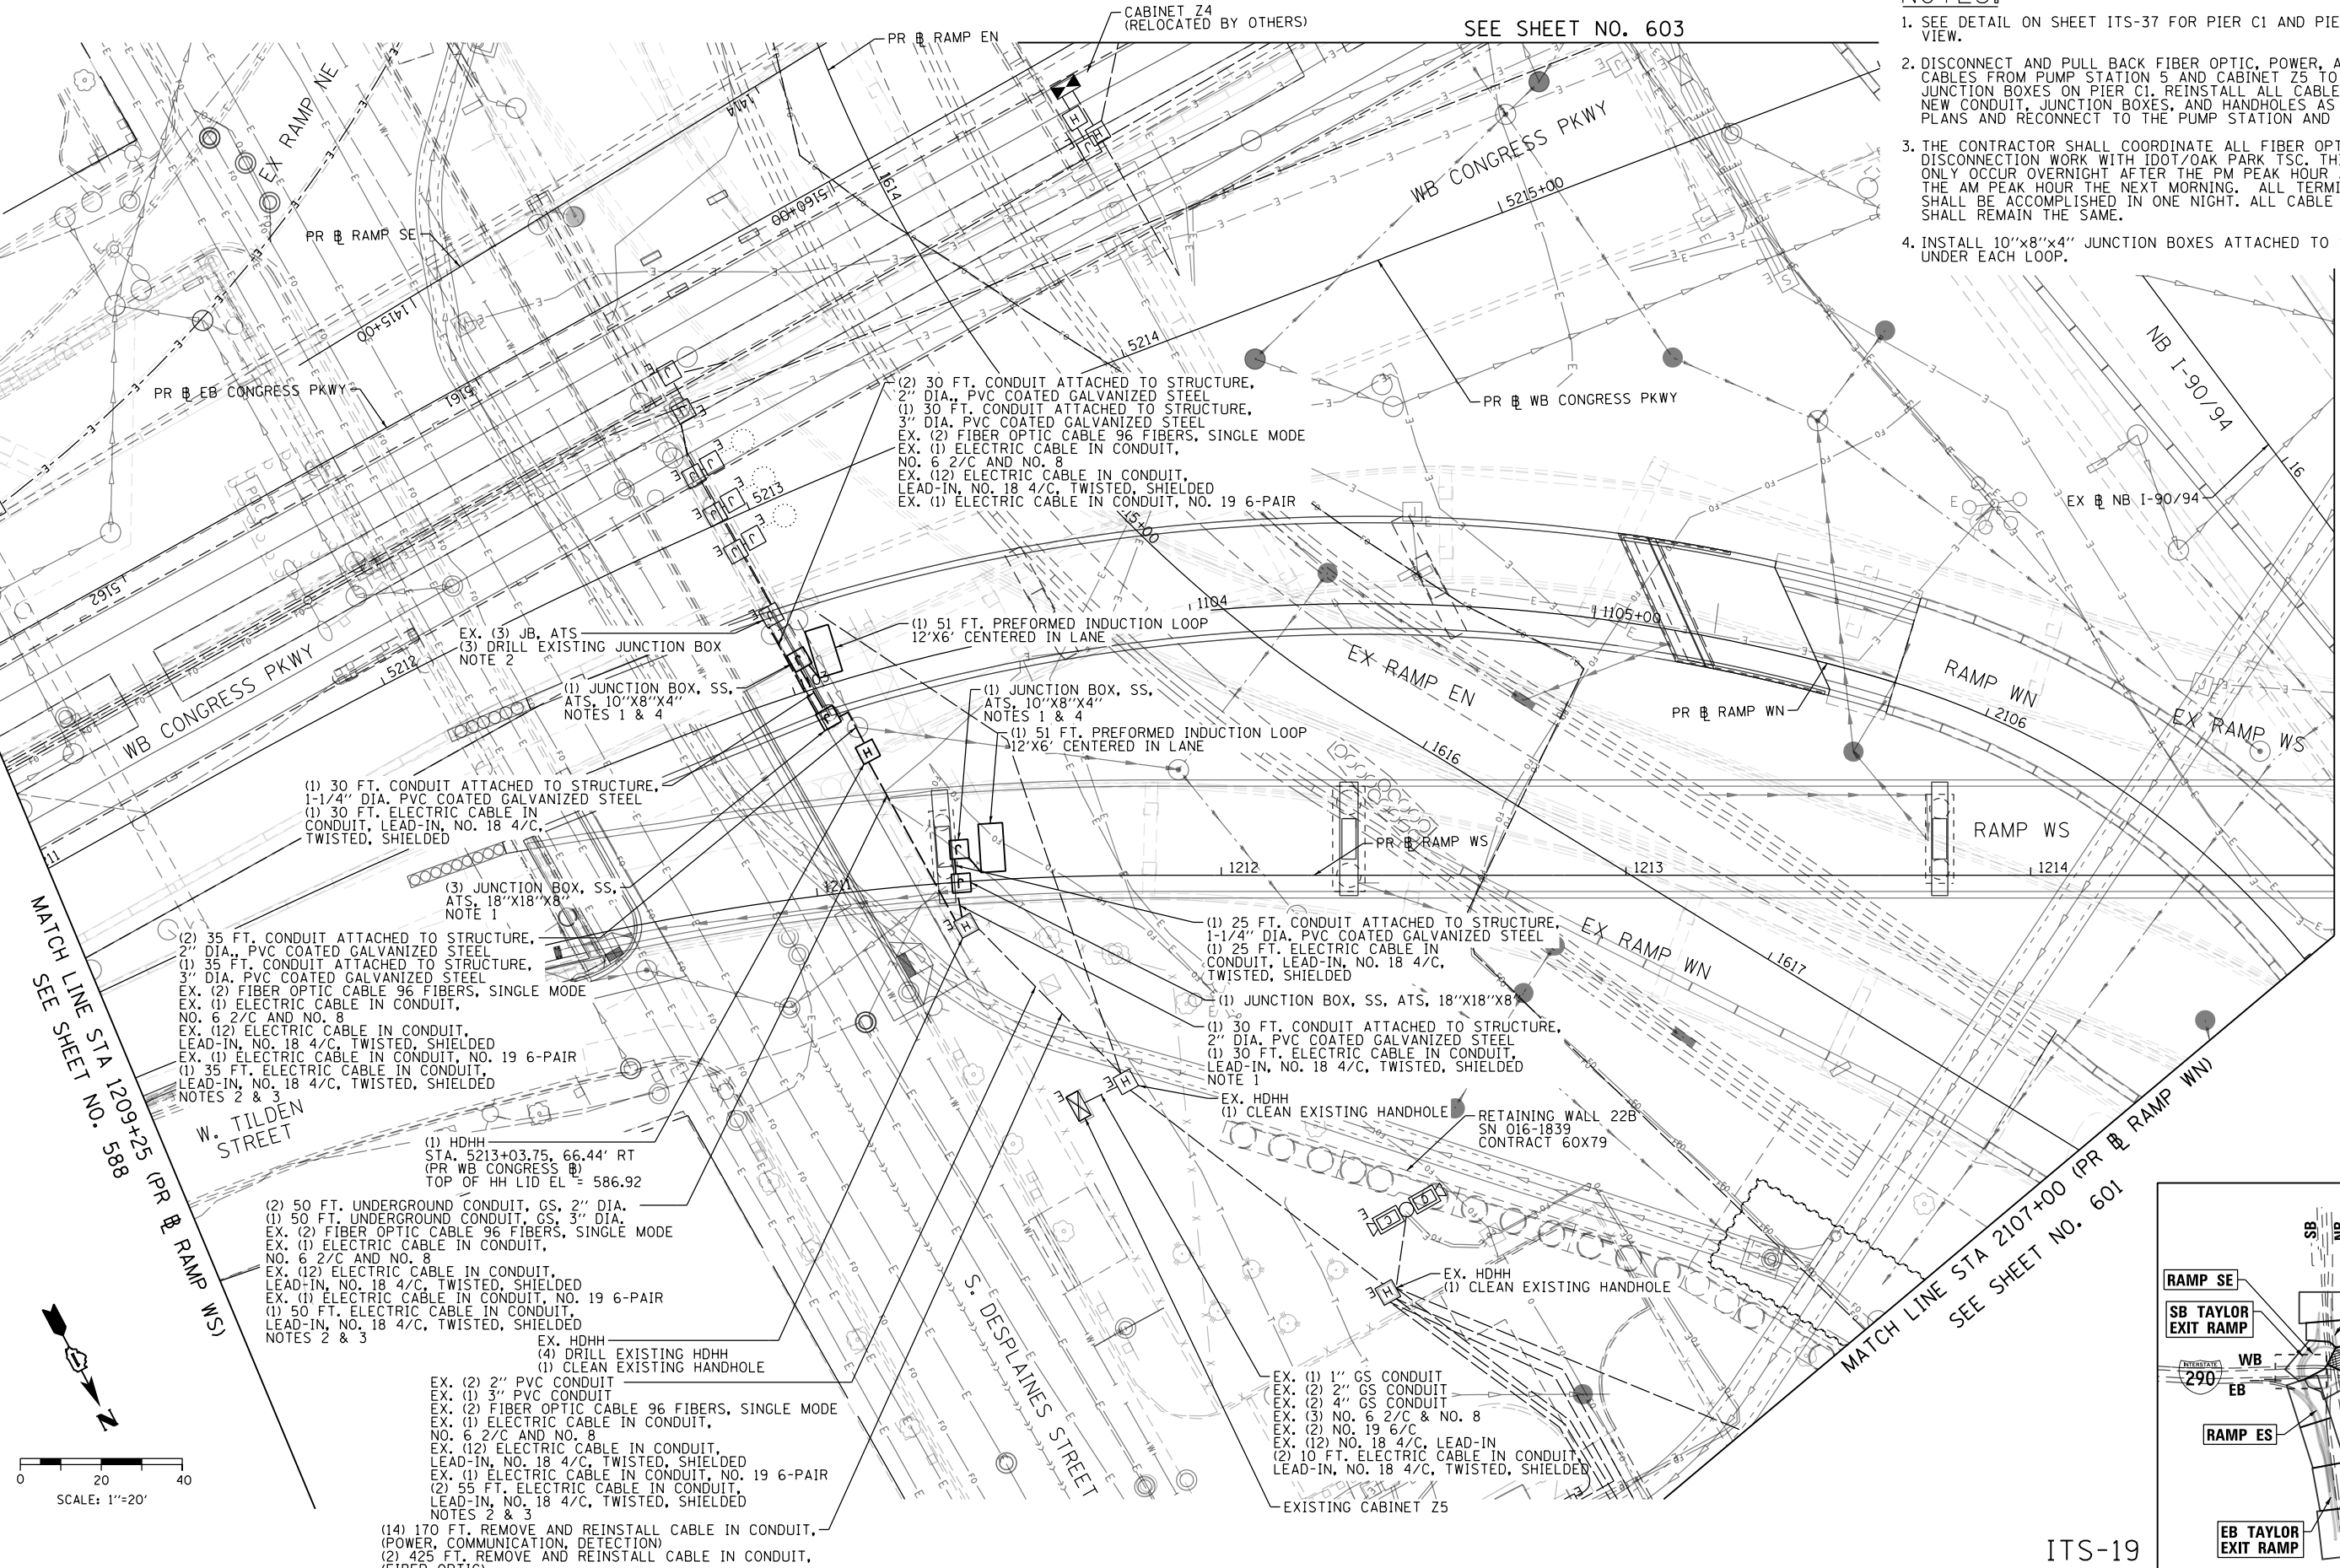 CABINET Z4
(RELOCATED BY OTHERS)
SEE SHEET NO. 603
PR BL RAMP EN
1. SEE DETAIL ON SHEET ITS-37 FOR PIER C1 AND
VIEW.
2. DISCONNECT AND PULL BACK FIBER OPTIC, POWER,
CABLES FROM PUMP STATION 5 AND CABINET Z5 TO
JUNCTION BOXES ON PIER C1. REINSTALL ALL
NEW CONDUIT, JUNCTION BOXES, AND HANDHOLES AS
PLANS AND RECONNECT TO THE PUMP STATION AND
3. THE CONTRACTOR SHALL COORDINATE ALL FIBER
DISCONNECTION WORK WITH IDOT/OAK PARK TSC.
ONLY OCCUR OVERNIGHT AFTER THE PM PEAK HOUR
THE AM PEAK HOUR THE NEXT MORNING. ALL
SHALL BE ACCOMPLISHED IN ONE NIGHT. ALL CABLE
SHALL REMAIN THE SAME.
4. INSTALL 10"x8"x4" JUNCTION BOXES ATTACHED TO
UNDER EACH LOOP.
EX RAMP NE
PR BL RAMP SE
1414
1415+00
5160+00
5161
5162
1614
WB CONGRESS PKWY
5215+00
5214
5213
5212
NB I-90/94
16
EX BL NB I-90/94
PR BL EB CONGRESS PKWY
PR BL WB CONGRESS PKWY
(2) 30 FT. CONDUIT ATTACHED TO STRUCTURE,
2" DIA., PVC COATED GALVANIZED STEEL
(1) 30 FT. CONDUIT ATTACHED TO STRUCTURE,
3" DIA. PVC COATED GALVANIZED STEEL
EX. (2) FIBER OPTIC CABLE 96 FIBERS, SINGLE MODE
EX. (1) ELECTRIC CABLE IN CONDUIT,
NO. 6 2/C AND NO. 8
EX. (12) ELECTRIC CABLE IN CONDUIT,
LEAD-IN, NO. 18 4/C, TWISTED, SHIELDED
EX. (1) ELECTRIC CABLE IN CONDUIT, NO. 19 6-PAIR
15+00
1104
1105+00
EX. (3) JB, ATS
(3) DRILL EXISTING JUNCTION BOX
NOTE 2
(1) 51 FT. PREFORMED INDUCTION LOOP
12'X6' CENTERED IN LANE
WB CONGRESS PKWY
(1) JUNCTION BOX, SS,
ATS, 10"X8"X4"
NOTES 1 & 4
(1) JUNCTION BOX, SS,
ATS, 10"X8"X4"
NOTES 1 & 4
(1) 51 FT. PREFORMED INDUCTION LOOP
12'X6' CENTERED IN LANE
EX RAMP EN
PR BL RAMP WN
RAMP WN
2106
EX RAMP WS
1616
(1) 30 FT. CONDUIT ATTACHED TO STRUCTURE,
1-1/4" DIA. PVC COATED GALVANIZED STEEL
(1) 30 FT. ELECTRIC CABLE IN
CONDUIT, LEAD-IN, NO. 18 4/C,
TWISTED, SHIELDED
PR BL RAMP WS
RAMP WS
1211
1212
1213
1214
(3) JUNCTION BOX, SS,
ATS, 18"X18"X8"
NOTE 1
(2) 35 FT. CONDUIT ATTACHED TO STRUCTURE,
2" DIA., PVC COATED GALVANIZED STEEL
(1) 35 FT. CONDUIT ATTACHED TO STRUCTURE,
3" DIA. PVC COATED GALVANIZED STEEL
EX. (2) FIBER OPTIC CABLE 96 FIBERS, SINGLE MODE
EX. (1) ELECTRIC CABLE IN CONDUIT,
NO. 6 2/C AND NO. 8
EX. (12) ELECTRIC CABLE IN CONDUIT,
LEAD-IN, NO. 18 4/C, TWISTED, SHIELDED
EX. (1) ELECTRIC CABLE IN CONDUIT, NO. 19 6-PAIR
(1) 35 FT. ELECTRIC CABLE IN CONDUIT,
LEAD-IN, NO. 18 4/C, TWISTED, SHIELDED
NOTES 2 & 3
(1) 25 FT. CONDUIT ATTACHED TO STRUCTURE,
1-1/4" DIA. PVC COATED GALVANIZED STEEL
(1) 25 FT. ELECTRIC CABLE IN
CONDUIT, LEAD-IN, NO. 18 4/C,
TWISTED, SHIELDED
(1) JUNCTION BOX, SS, ATS, 18"X18"X8"
(1) 30 FT. CONDUIT ATTACHED TO STRUCTURE,
2" DIA. PVC COATED GALVANIZED STEEL
(1) 30 FT. ELECTRIC CABLE IN CONDUIT,
LEAD-IN, NO. 18 4/C, TWISTED, SHIELDED
NOTE 1
EX RAMP WN
1617
EX. HDHH
(1) CLEAN EXISTING HANDHOLE
RETAINING WALL 22B
SN 016-1839
CONTRACT 60X79
MATCH LINE STA 1209+25 (PR BL RAMP WS)
SEE SHEET NO. 588
W. TILDEN
STREET
(1) HDHH
STA. 5213+03.75, 66.44' RT
(PR WB CONGRESS BL)
TOP OF HH LID EL = 586.92
(2) 50 FT. UNDERGROUND CONDUIT, GS, 2" DIA.
(1) 50 FT. UNDERGROUND CONDUIT, GS, 3" DIA.
EX. (2) FIBER OPTIC CABLE 96 FIBERS, SINGLE MODE
EX. (1) ELECTRIC CABLE IN CONDUIT,
NO. 6 2/C AND NO. 8
EX. (12) ELECTRIC CABLE IN CONDUIT,
LEAD-IN, NO. 18 4/C, TWISTED, SHIELDED
EX. (1) ELECTRIC CABLE IN CONDUIT, NO. 19 6-PAIR
(1) 50 FT. ELECTRIC CABLE IN CONDUIT,
LEAD-IN, NO. 18 4/C, TWISTED, SHIELDED
NOTES 2 & 3
EX. HDHH
(4) DRILL EXISTING HDHH
(1) CLEAN EXISTING HANDHOLE
EX. (2) 2" PVC CONDUIT
EX. (1) 3" PVC CONDUIT
EX. (2) FIBER OPTIC CABLE 96 FIBERS, SINGLE MODE
EX. (1) ELECTRIC CABLE IN CONDUIT,
NO. 6 2/C AND NO. 8
EX. (12) ELECTRIC CABLE IN CONDUIT,
LEAD-IN, NO. 18 4/C, TWISTED, SHIELDED
EX. (1) ELECTRIC CABLE IN CONDUIT, NO. 19 6-PAIR
(2) 55 FT. ELECTRIC CABLE IN CONDUIT,
LEAD-IN, NO. 18 4/C, TWISTED, SHIELDED
NOTES 2 & 3
(14) 170 FT. REMOVE AND REINSTALL CABLE IN CONDUIT,
(POWER, COMMUNICATION, DETECTION)
(2) 425 FT. REMOVE AND REINSTALL CABLE IN CONDUIT,
S. DESPLAINES STREET
EX. HDHH
(1) CLEAN EXISTING HANDHOLE
EX. (1) 1" GS CONDUIT
EX. (2) 2" GS CONDUIT
EX. (2) 4" GS CONDUIT
EX. (3) NO. 6 2/C & NO. 8
EX. (2) NO. 19 6/C
EX. (12) NO. 18 4/C, LEAD-IN
(2) 10 FT. ELECTRIC CABLE IN CONDUIT,
LEAD-IN, NO. 18 4/C, TWISTED, SHIELDED
EXISTING CABINET Z5
MATCH LINE STA 2107+00 (PR BL RAMP WN)
SEE SHEET NO. 601
N
0 20 40
SCALE: 1"=20'
SB
RAMP SE
SB TAYLOR
EXIT RAMP
INTERSTATE
290
WB
EB
RAMP ES
EB TAYLOR
EXIT RAMP
ITS-19